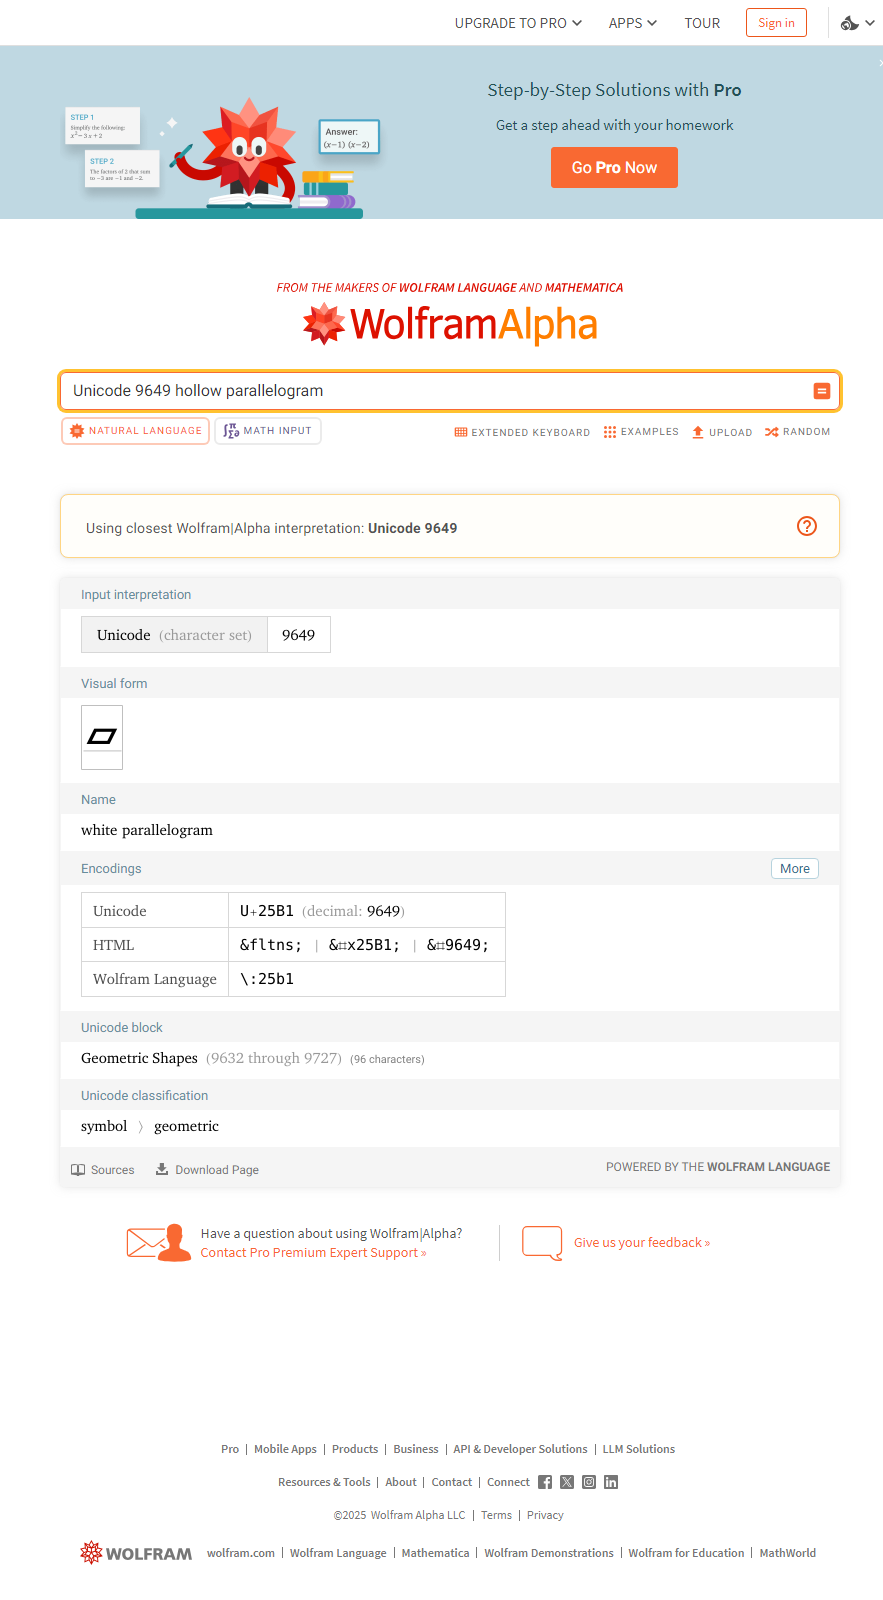 UPGRADE TO PRO APPS TOUR Sign in
STEP 1
Simplify the following:
x² − 3 x + 2
STEP 2
The factors of 2 that sum
to −3 are −1 and −2.
Answer:
(x−1) (x−2)
Step-by-Step Solutions with Pro
Get a step ahead with your homework
Go Pro Now
FROM THE MAKERS OF WOLFRAM LANGUAGE AND MATHEMATICA
WolframAlpha
Unicode 9649 hollow parallelogram
NATURAL LANGUAGE MATH INPUT EXTENDED KEYBOARD EXAMPLES UPLOAD RANDOM
Using closest Wolfram|Alpha interpretation: Unicode 9649
Input interpretation
Unicode (character set) 9649
Visual form
▱
Name
white parallelogram
Encodings More
Unicode U+25B1 (decimal: 9649)
HTML &fltns; | &#x25B1; | &#9649;
Wolfram Language \:25b1
Unicode block
Geometric Shapes (9632 through 9727) (96 characters)
Unicode classification
symbol 〉 geometric
Sources Download Page POWERED BY THE WOLFRAM LANGUAGE
Have a question about using Wolfram|Alpha?
Contact Pro Premium Expert Support »
Give us your feedback »
Pro | Mobile Apps | Products | Business | API & Developer Solutions | LLM Solutions
Resources & Tools | About | Contact | Connect
©2025 Wolfram Alpha LLC | Terms | Privacy
WOLFRAM wolfram.com | Wolfram Language | Mathematica | Wolfram Demonstrations | Wolfram for Education | MathWorld